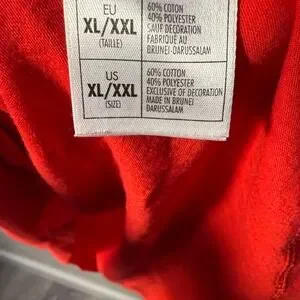 EU
XL/XXL
(TAILLE)
60% COTON
40% POLYESTER
SAUF DECORATION
FABRIQUE AU
BRUNEI-DARUSSALAM
US
XL/XXL
(SIZE)
60% COTTON
40% POLYESTER
EXCLUSIVE OF DECORATION
MADE IN BRUNEI
DARUSSALAM